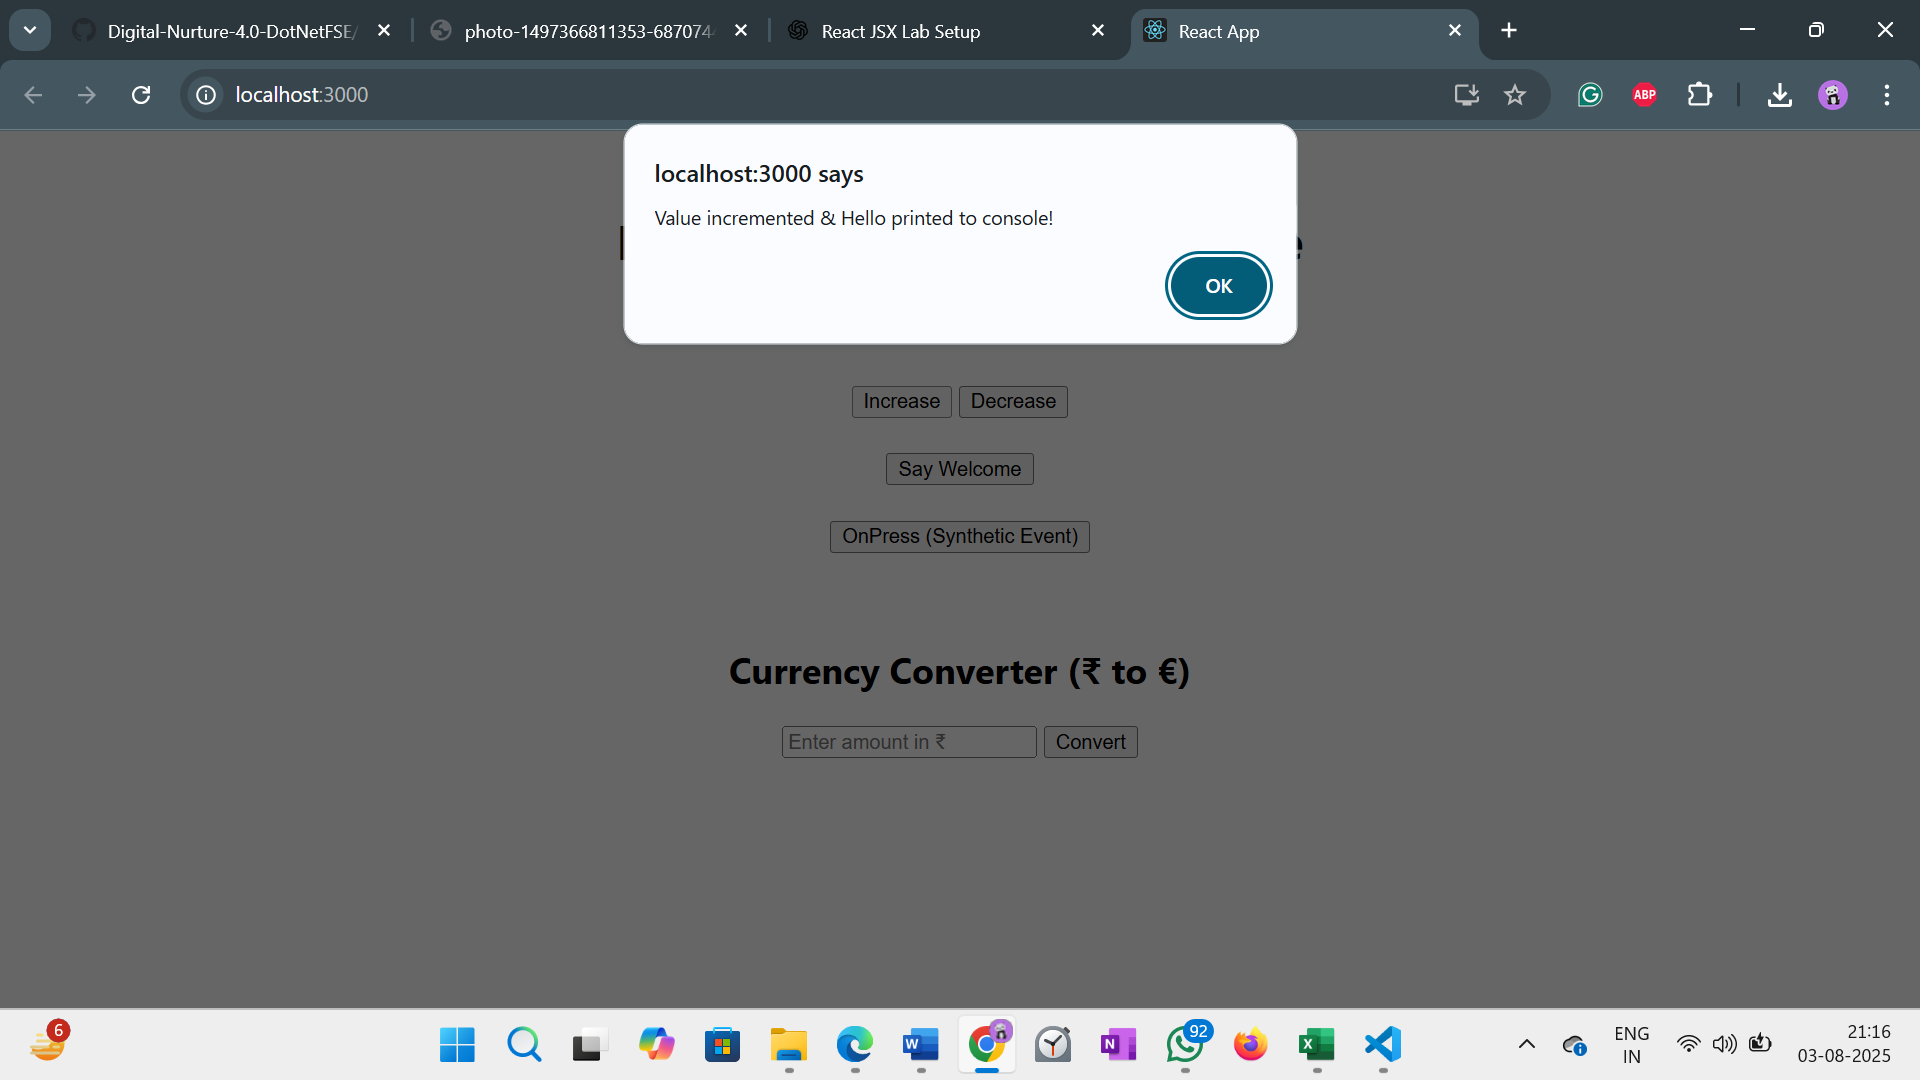 Digital-Nurture-4.0-DotNetFSE/
photo-1497366811353-687074
React JSX Lab Setup
React App
localhost:3000
ABP
localhost:3000 says
Value incremented & Hello printed to console!
OK
Increase
Decrease
Say Welcome
OnPress (Synthetic Event)
Currency Converter (₹ to €)
Enter amount in ₹
Convert
6
W
N
92
X
ENG
IN
21:16
03-08-2025